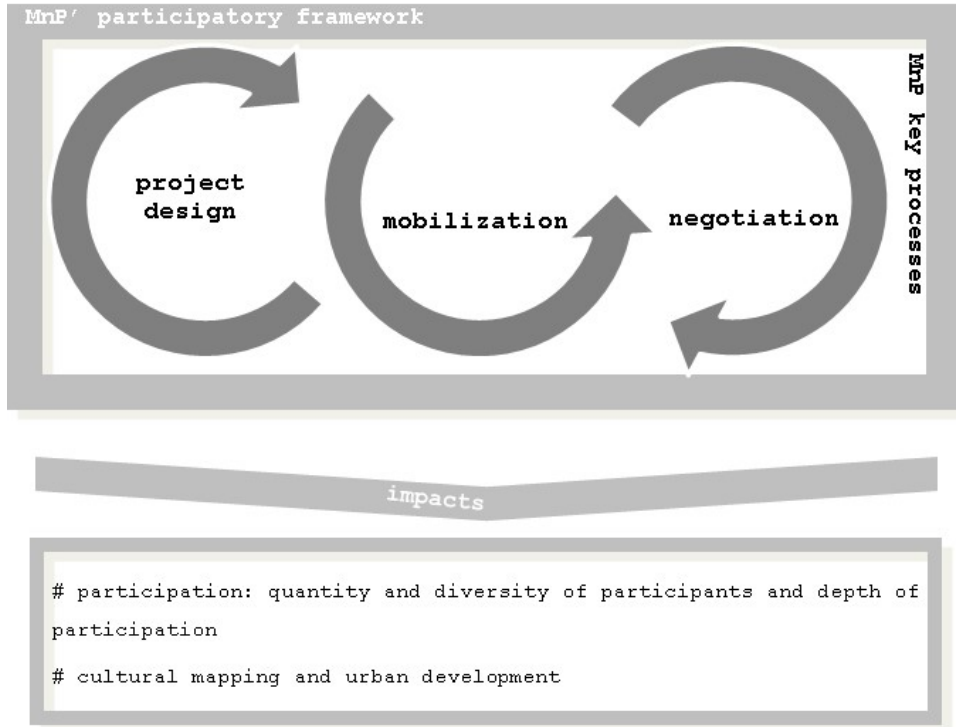 MnP' participatory framework
MnP key processes
project
design
mobilization
negotiation
impacts
# participation: quantity and diversity of participants and depth of
participation
# cultural mapping and urban development